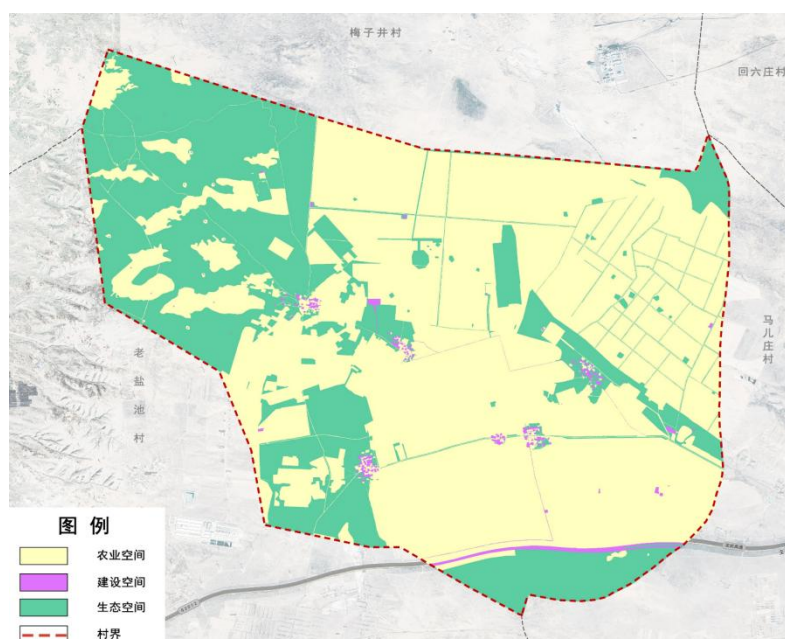 梅子井村
回六庄村
马儿庄村
老盐池村
图 例
农业空间
建设空间
生态空间
村界